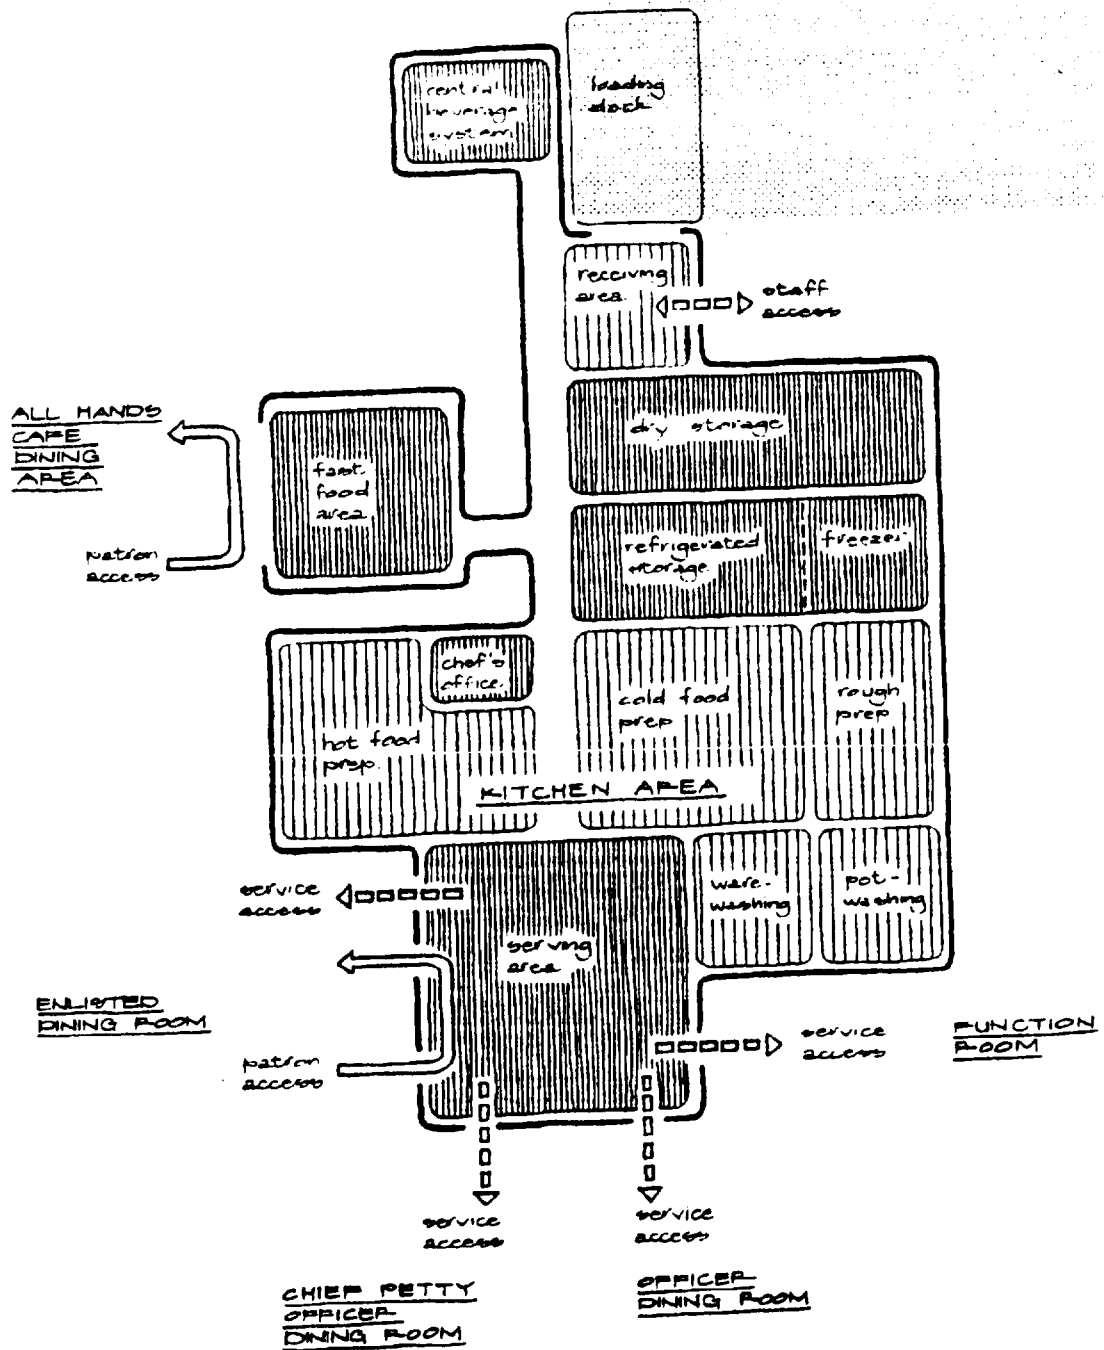 central
beverage
system
loading
dock
receiving
area.
staff
access
dry storage
ALL HANDS
CAFE
DINING
AREA
fast
food
area
patron
access
refrigerated
storage
freezer
chef's
office.
hot food
prep.
cold food
prep
rough
prep
KITCHEN AREA
service
access
serving
area
ware-
washing
pot-
washing
ENLISTED
DINING ROOM
patron
access
service
access
FUNCTION
ROOM
service
access
service
access
CHIEF PETTY
OFFICER
DINING ROOM
OFFICER
DINING ROOM